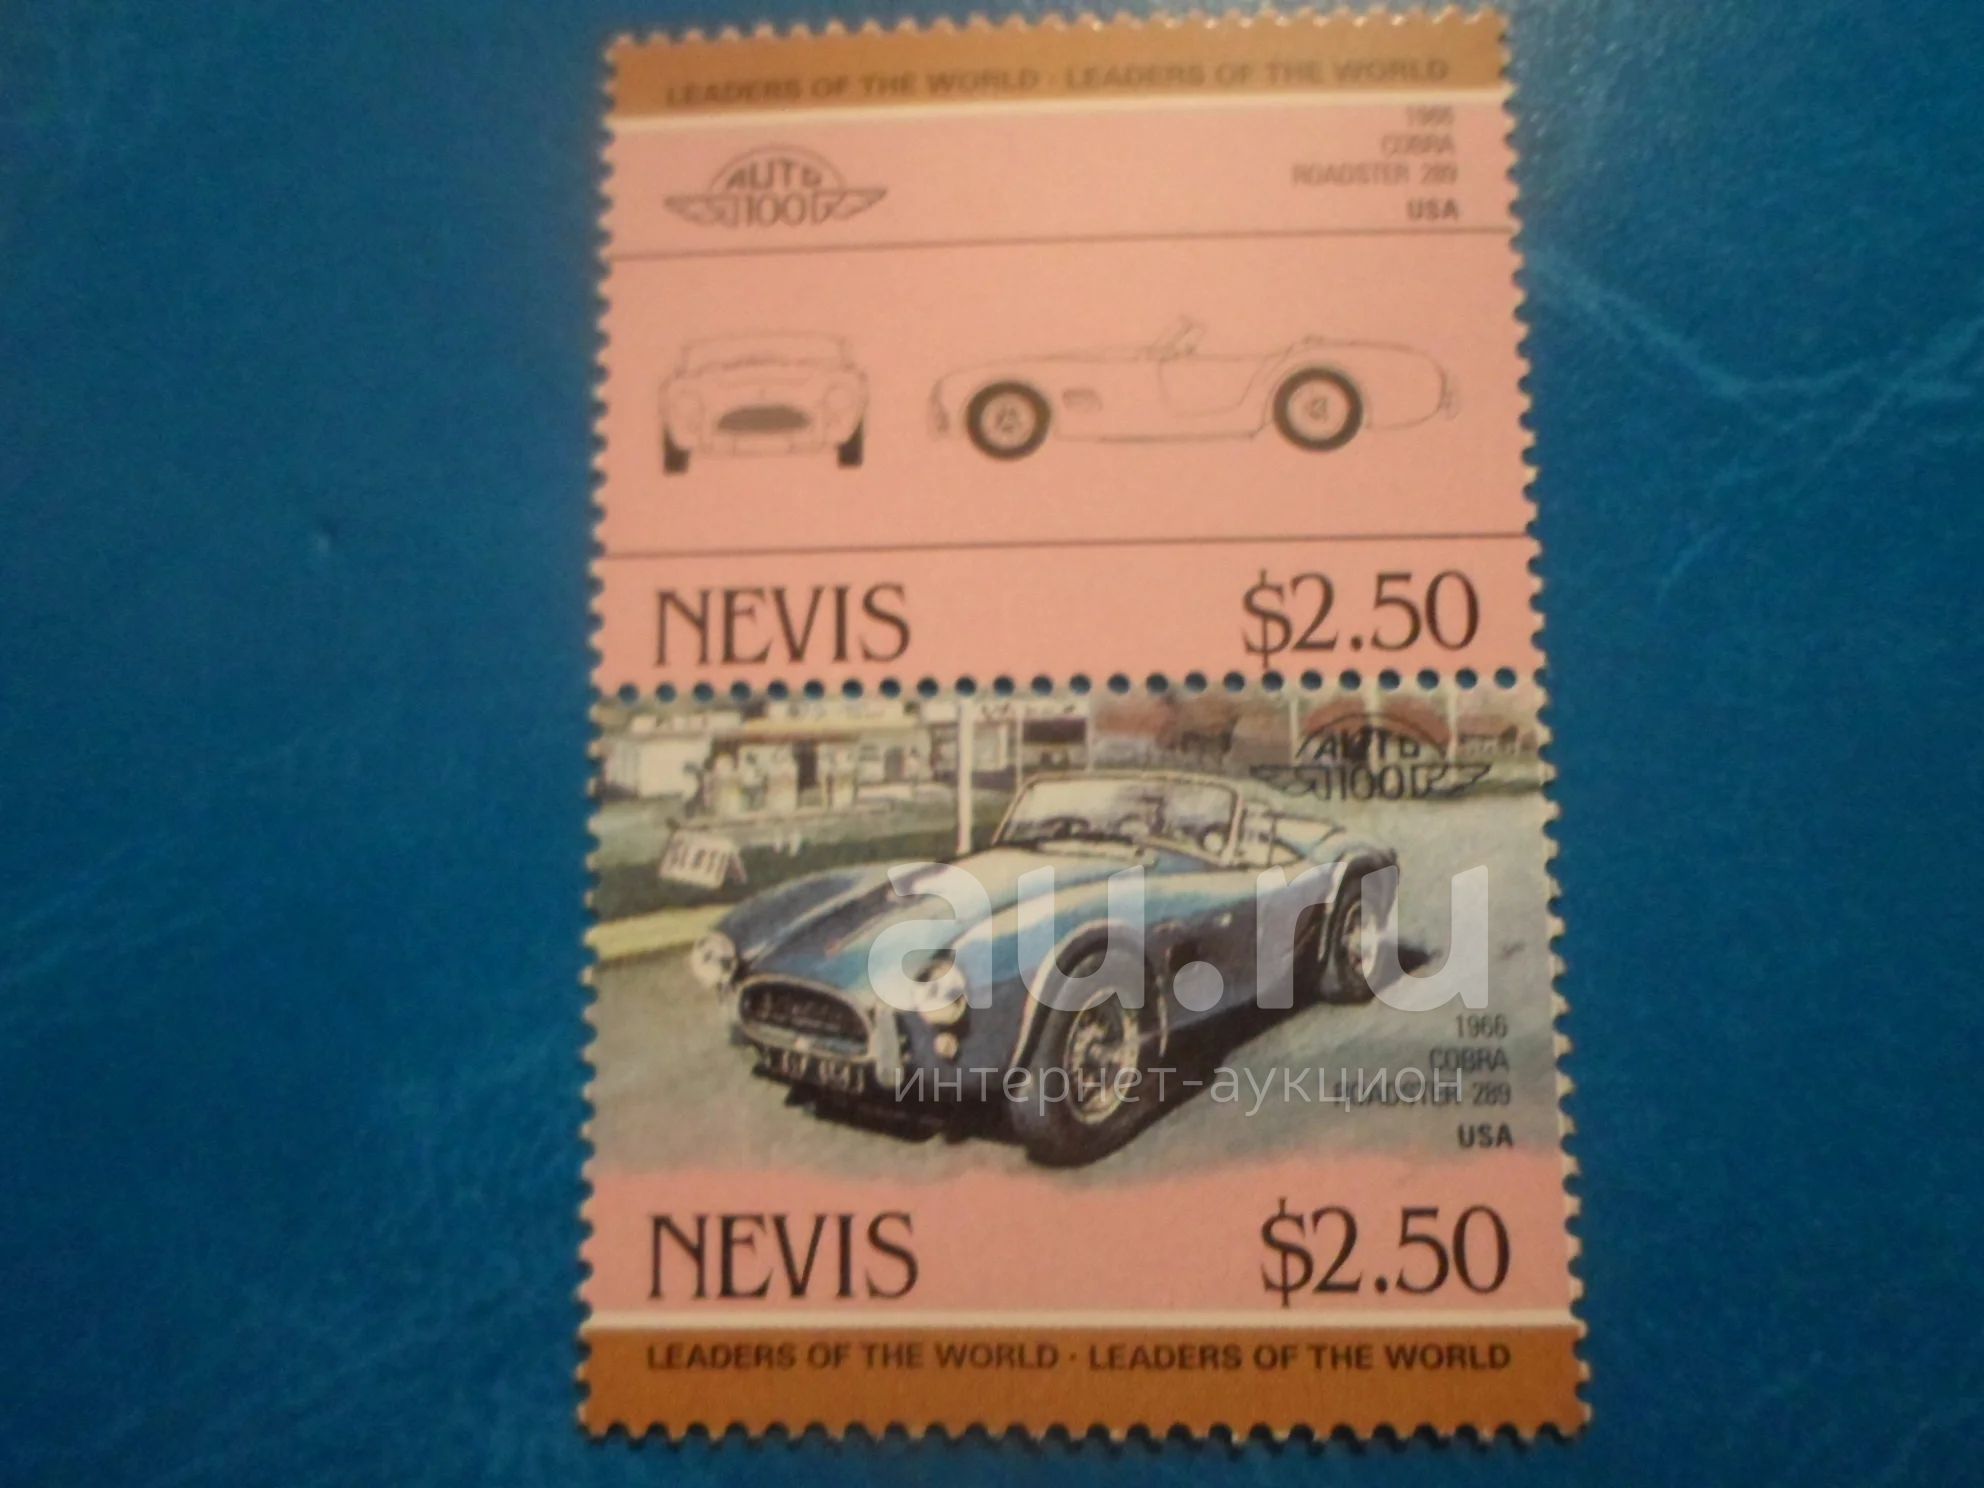 LEADERS OF THE WORLD · LEADERS OF THE WORLD
1966
COBRA
ROADSTER 289
USA
AUTO
100
NEVIS $2.50
AUTO
100
au.ru
интернет-аукцион
1966
COBRA
ROADSTER 289
USA
NEVIS $2.50
LEADERS OF THE WORLD · LEADERS OF THE WORLD